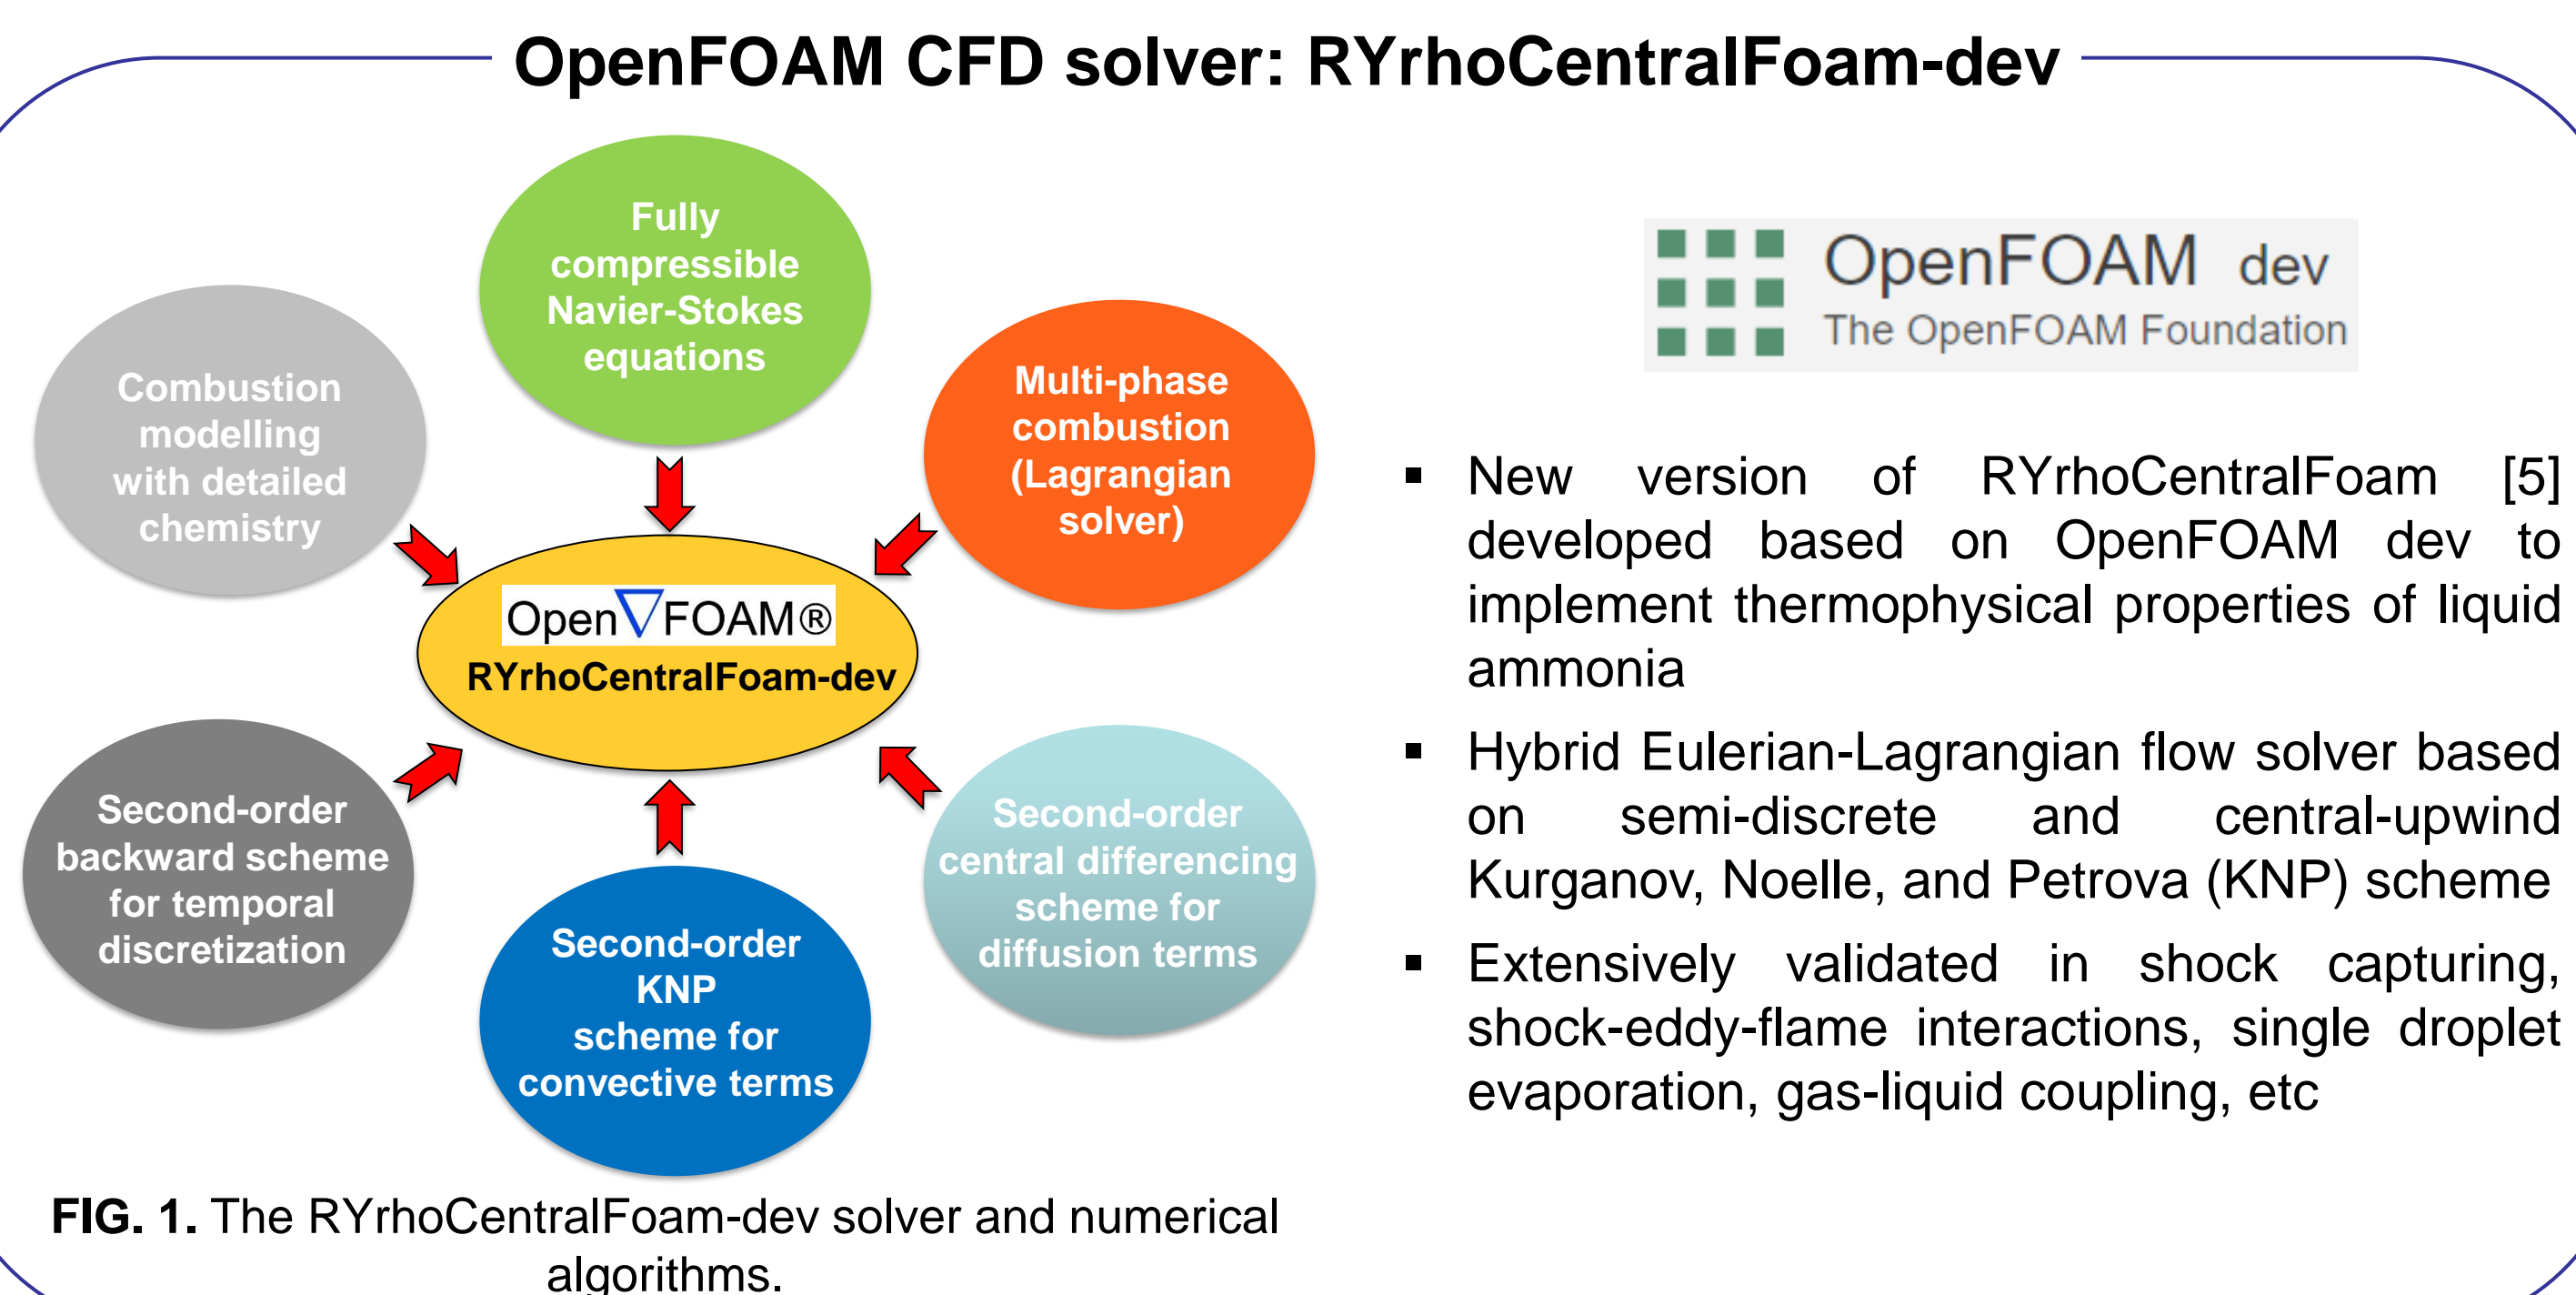 OpenFOAM CFD solver: RYrhoCentralFoam-dev
Fully
compressible
Navier-Stokes
equations
Combustion
modelling
with detailed
chemistry
Multi-phase
combustion
(Lagrangian
solver)
Open▽FOAM®
RYrhoCentralFoam-dev
Second-order
backward scheme
for temporal
discretization
Second-order
KNP
scheme for
convective terms
Second-order
central differencing
scheme for
diffusion terms
FIG. 1. The RYrhoCentralFoam-dev solver and numerical
algorithms.
OpenFOAM dev
The OpenFOAM Foundation
▪ New version of RYrhoCentralFoam [5]
developed based on OpenFOAM dev to
implement thermophysical properties of liquid
ammonia
▪ Hybrid Eulerian-Lagrangian flow solver based
on semi-discrete and central-upwind
Kurganov, Noelle, and Petrova (KNP) scheme
▪ Extensively validated in shock capturing,
shock-eddy-flame interactions, single droplet
evaporation, gas-liquid coupling, etc